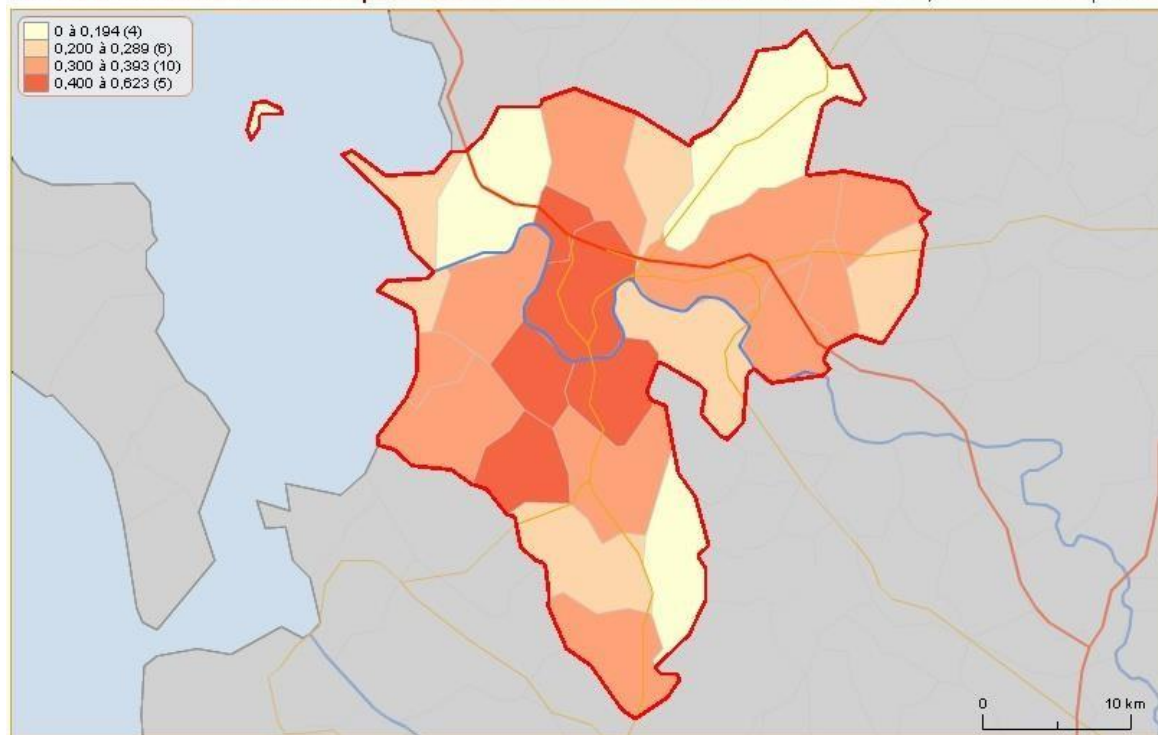 0 à 0,194 (4)
0,200 à 0,289 (6)
0,300 à 0,393 (10)
0,400 à 0,623 (5)
0 10 km